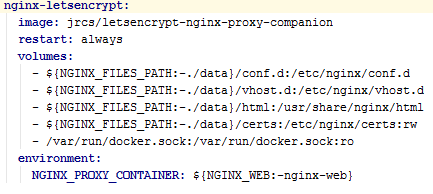 nginx-letsencrypt:
image: jrcs/letsencrypt-nginx-proxy-companion
restart: always
volumes:
- ${NGINX_FILES_PATH:-./data}/conf.d:/etc/nginx/conf.d
- ${NGINX_FILES_PATH:-./data}/vhost.d:/etc/nginx/vhost.d
- ${NGINX_FILES_PATH:-./data}/html:/usr/share/nginx/html
- ${NGINX_FILES_PATH:-./data}/certs:/etc/nginx/certs:rw
- /var/run/docker.sock:/var/run/docker.sock:ro
environment:
NGINX_PROXY_CONTAINER: ${NGINX_WEB:-nginx-web}